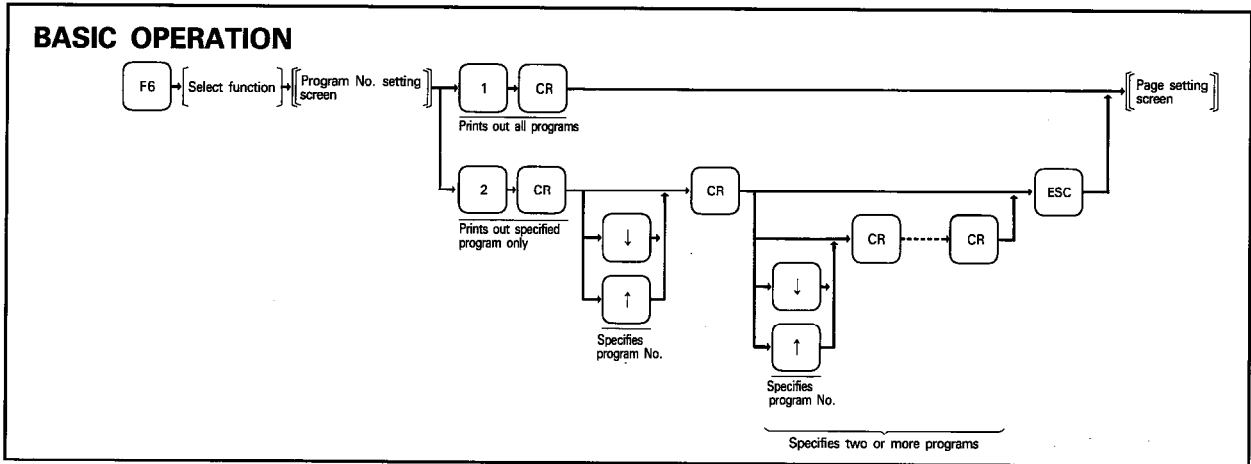 BASIC OPERATION
F6
Select function
Program No. setting
screen
1
CR
Page setting
screen
Prints out all programs
2
CR
CR
ESC
Prints out specified
program only
↓
CR
CR
↑
↓
Specifies
program No.
↑
Specifies
program No.
Specifies two or more programs